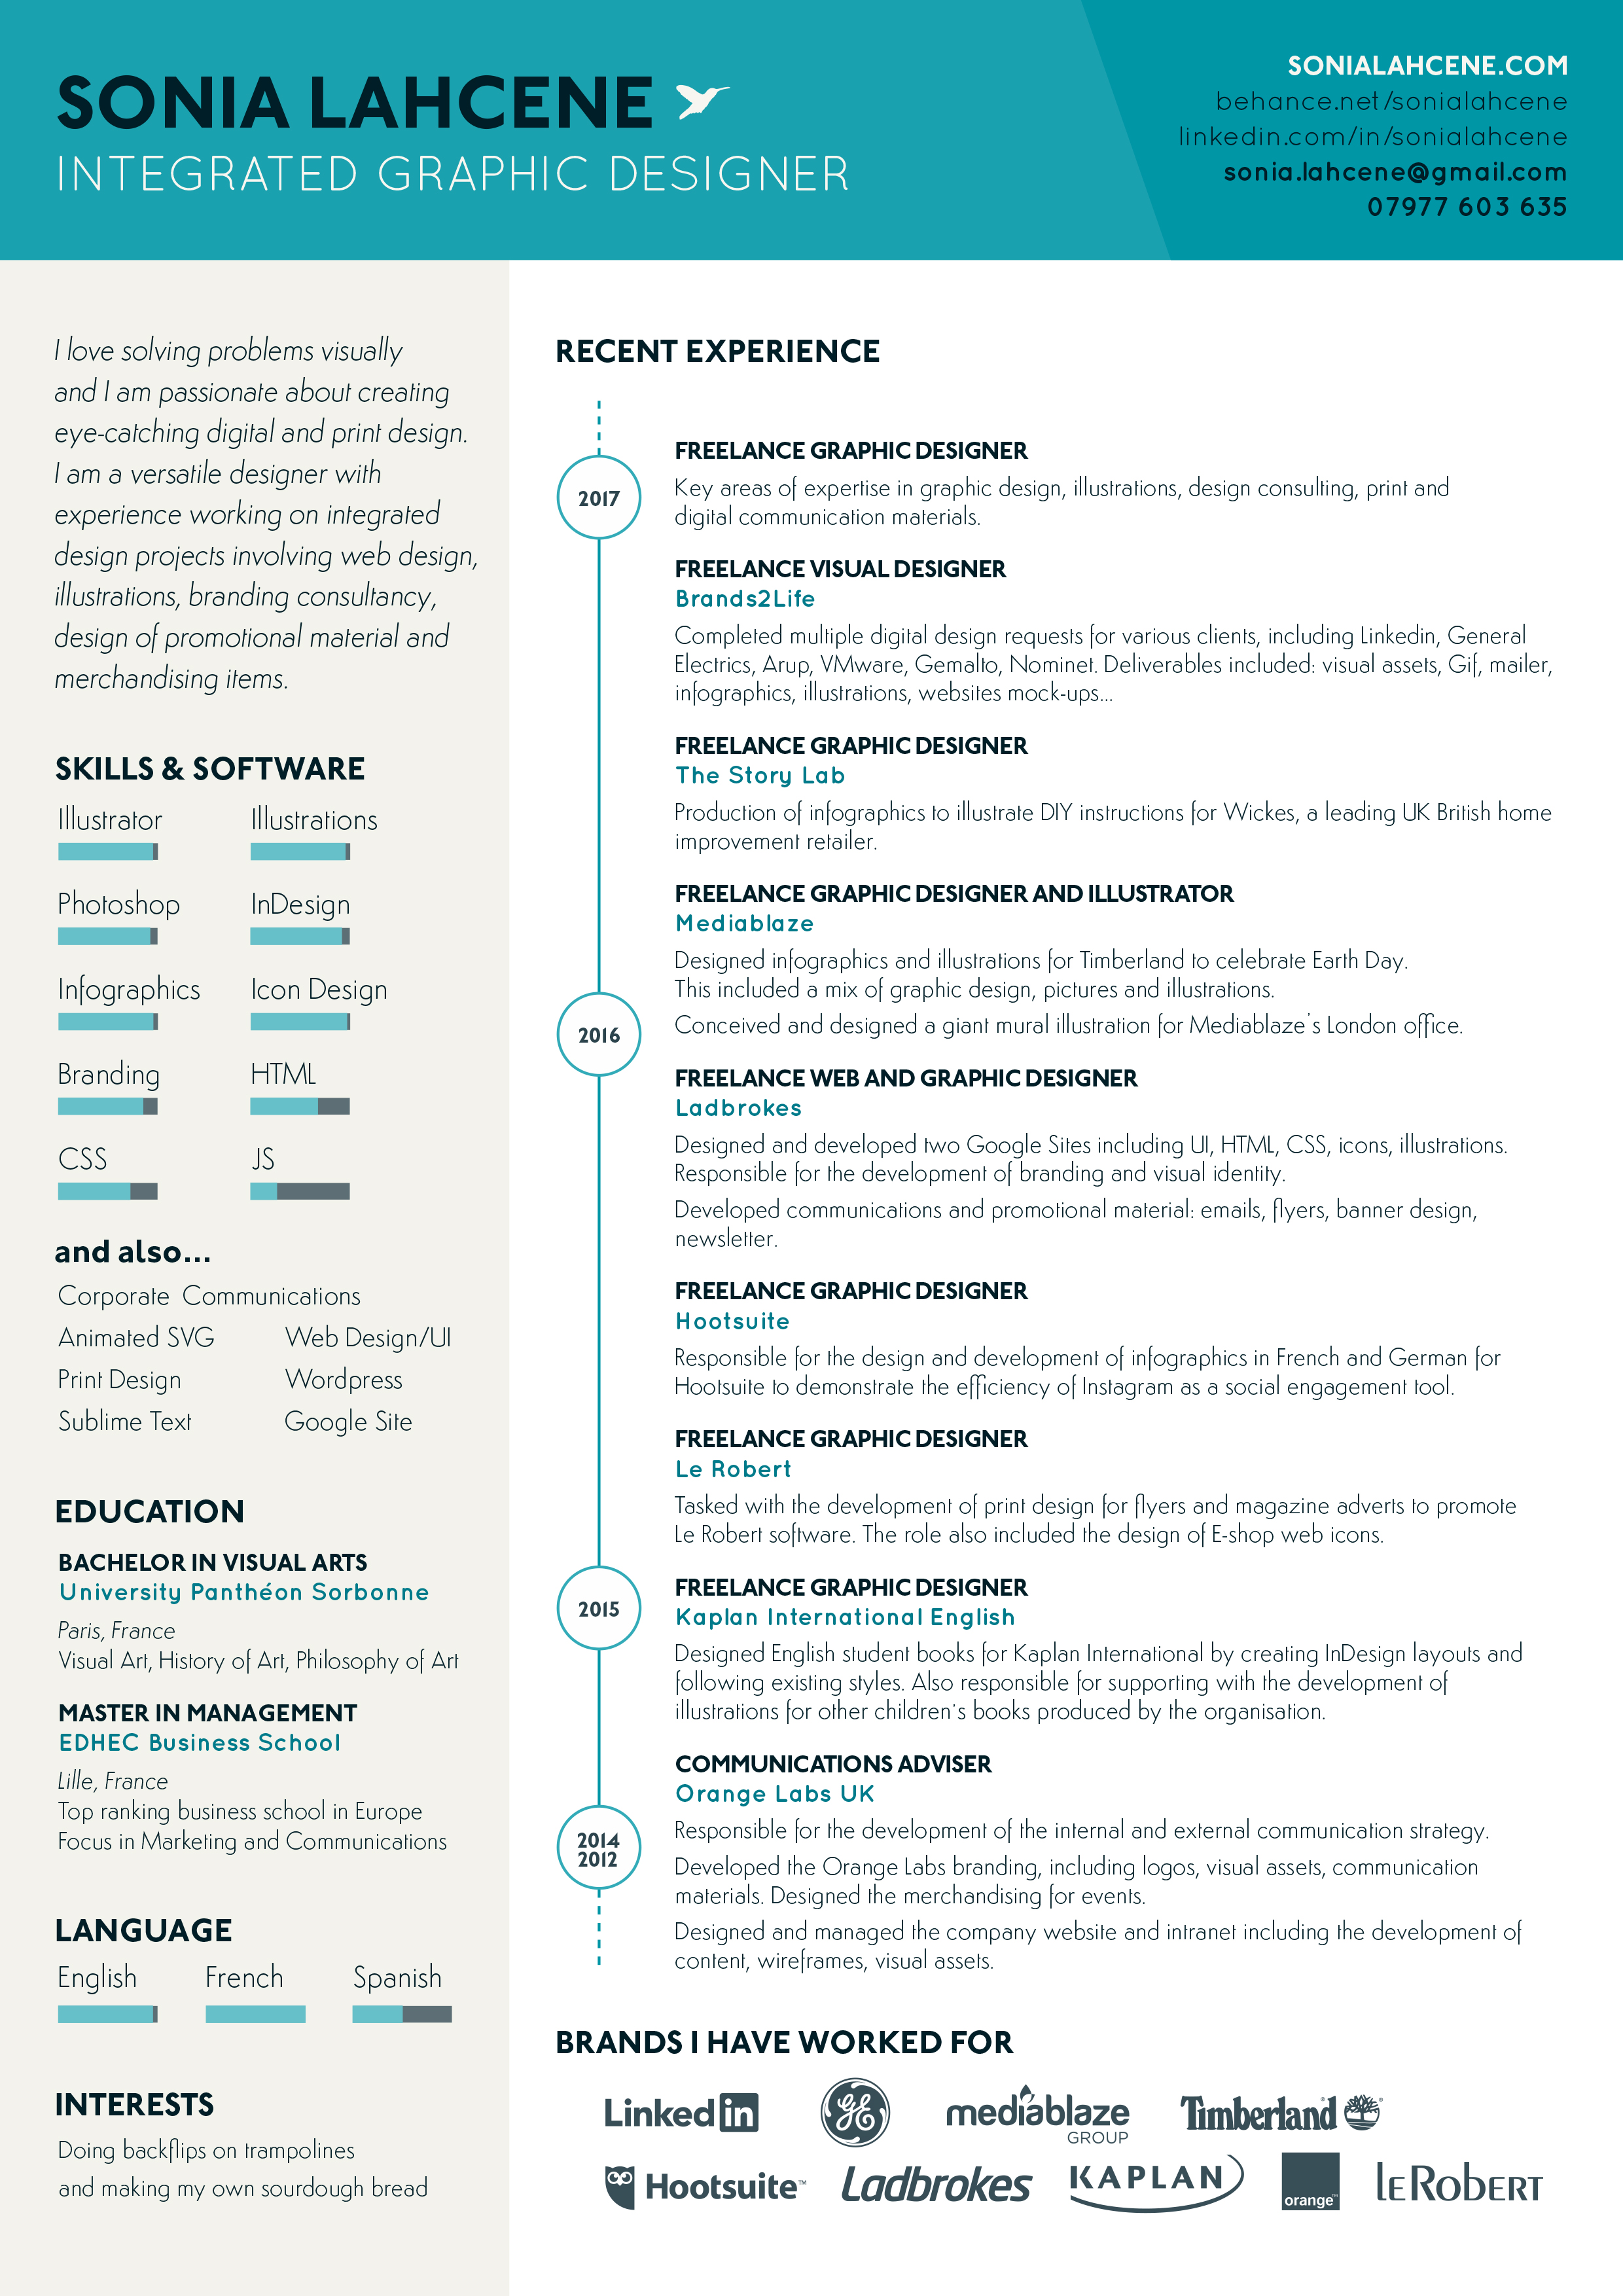 SONIA LAHCENE
INTEGRATED GRAPHIC DESIGNER
SONIALAHCENE.COM
behance.net/sonialahcene
linkedin.com/in/sonialahcene
sonia.lahcene@gmail.com
07977 603 635
I love solving problems visually
and I am passionate about creating
eye-catching digital and print design.
I am a versatile designer with
experience working on integrated
design projects involving web design,
illustrations, branding consultancy,
design of promotional material and
merchandising items.
SKILLS & SOFTWARE
Illustrator Illustrations
Photoshop InDesign
Infographics Icon Design
Branding HTML
CSS JS
and also...
Corporate Communications
Animated SVG Web Design/UI
Print Design Wordpress
Sublime Text Google Site
EDUCATION
BACHELOR IN VISUAL ARTS
University Panthéon Sorbonne
Paris, France
Visual Art, History of Art, Philosophy of Art
MASTER IN MANAGEMENT
EDHEC Business School
Lille, France
Top ranking business school in Europe
Focus in Marketing and Communications
LANGUAGE
English French Spanish
INTERESTS
Doing backflips on trampolines
and making my own sourdough bread
RECENT EXPERIENCE
FREELANCE GRAPHIC DESIGNER
2017
Key areas of expertise in graphic design, illustrations, design consulting, print and
digital communication materials.
FREELANCE VISUAL DESIGNER
Brands2Life
Completed multiple digital design requests for various clients, including Linkedin, General
Electrics, Arup, VMware, Gemalto, Nominet. Deliverables included: visual assets, Gif, mailer,
infographics, illustrations, websites mock-ups...
FREELANCE GRAPHIC DESIGNER
The Story Lab
Production of infographics to illustrate DIY instructions for Wickes, a leading UK British home
improvement retailer.
FREELANCE GRAPHIC DESIGNER AND ILLUSTRATOR
Mediablaze
Designed infographics and illustrations for Timberland to celebrate Earth Day.
This included a mix of graphic design, pictures and illustrations.
2016
Conceived and designed a giant mural illustration for Mediablaze's London office.
FREELANCE WEB AND GRAPHIC DESIGNER
Ladbrokes
Designed and developed two Google Sites including UI, HTML, CSS, icons, illustrations.
Responsible for the development of branding and visual identity.
Developed communications and promotional material: emails, flyers, banner design,
newsletter.
FREELANCE GRAPHIC DESIGNER
Hootsuite
Responsible for the design and development of infographics in French and German for
Hootsuite to demonstrate the efficiency of Instagram as a social engagement tool.
FREELANCE GRAPHIC DESIGNER
Le Robert
Tasked with the development of print design for flyers and magazine adverts to promote
Le Robert software. The role also included the design of E-shop web icons.
FREELANCE GRAPHIC DESIGNER
2015
Kaplan International English
Designed English student books for Kaplan International by creating InDesign layouts and
following existing styles. Also responsible for supporting with the development of
illustrations for other children's books produced by the organisation.
COMMUNICATIONS ADVISER
Orange Labs UK
2014
2012
Responsible for the development of the internal and external communication strategy.
Developed the Orange Labs branding, including logos, visual assets, communication
materials. Designed the merchandising for events.
Designed and managed the company website and intranet including the development of
content, wireframes, visual assets.
BRANDS I HAVE WORKED FOR
Linked in GE mediablaze GROUP Timberland®
Hootsuite™ Ladbrokes KAPLAN orange™ LE ROBERT